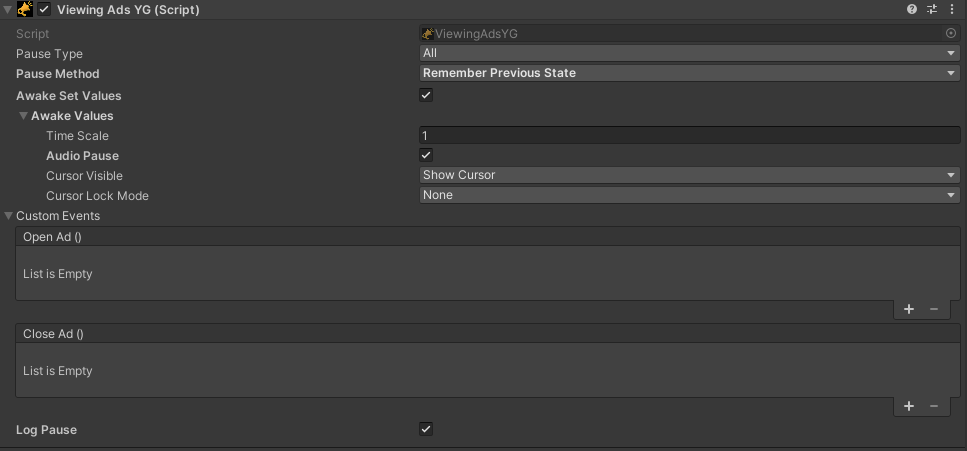 Viewing Ads YG (Script)
Script ViewingAdsYG
Pause Type All
Pause Method Remember Previous State
Awake Set Values
Awake Values
Time Scale 1
Audio Pause
Cursor Visible Show Cursor
Cursor Lock Mode None
Custom Events
Open Ad ()
List is Empty
Close Ad ()
List is Empty
Log Pause